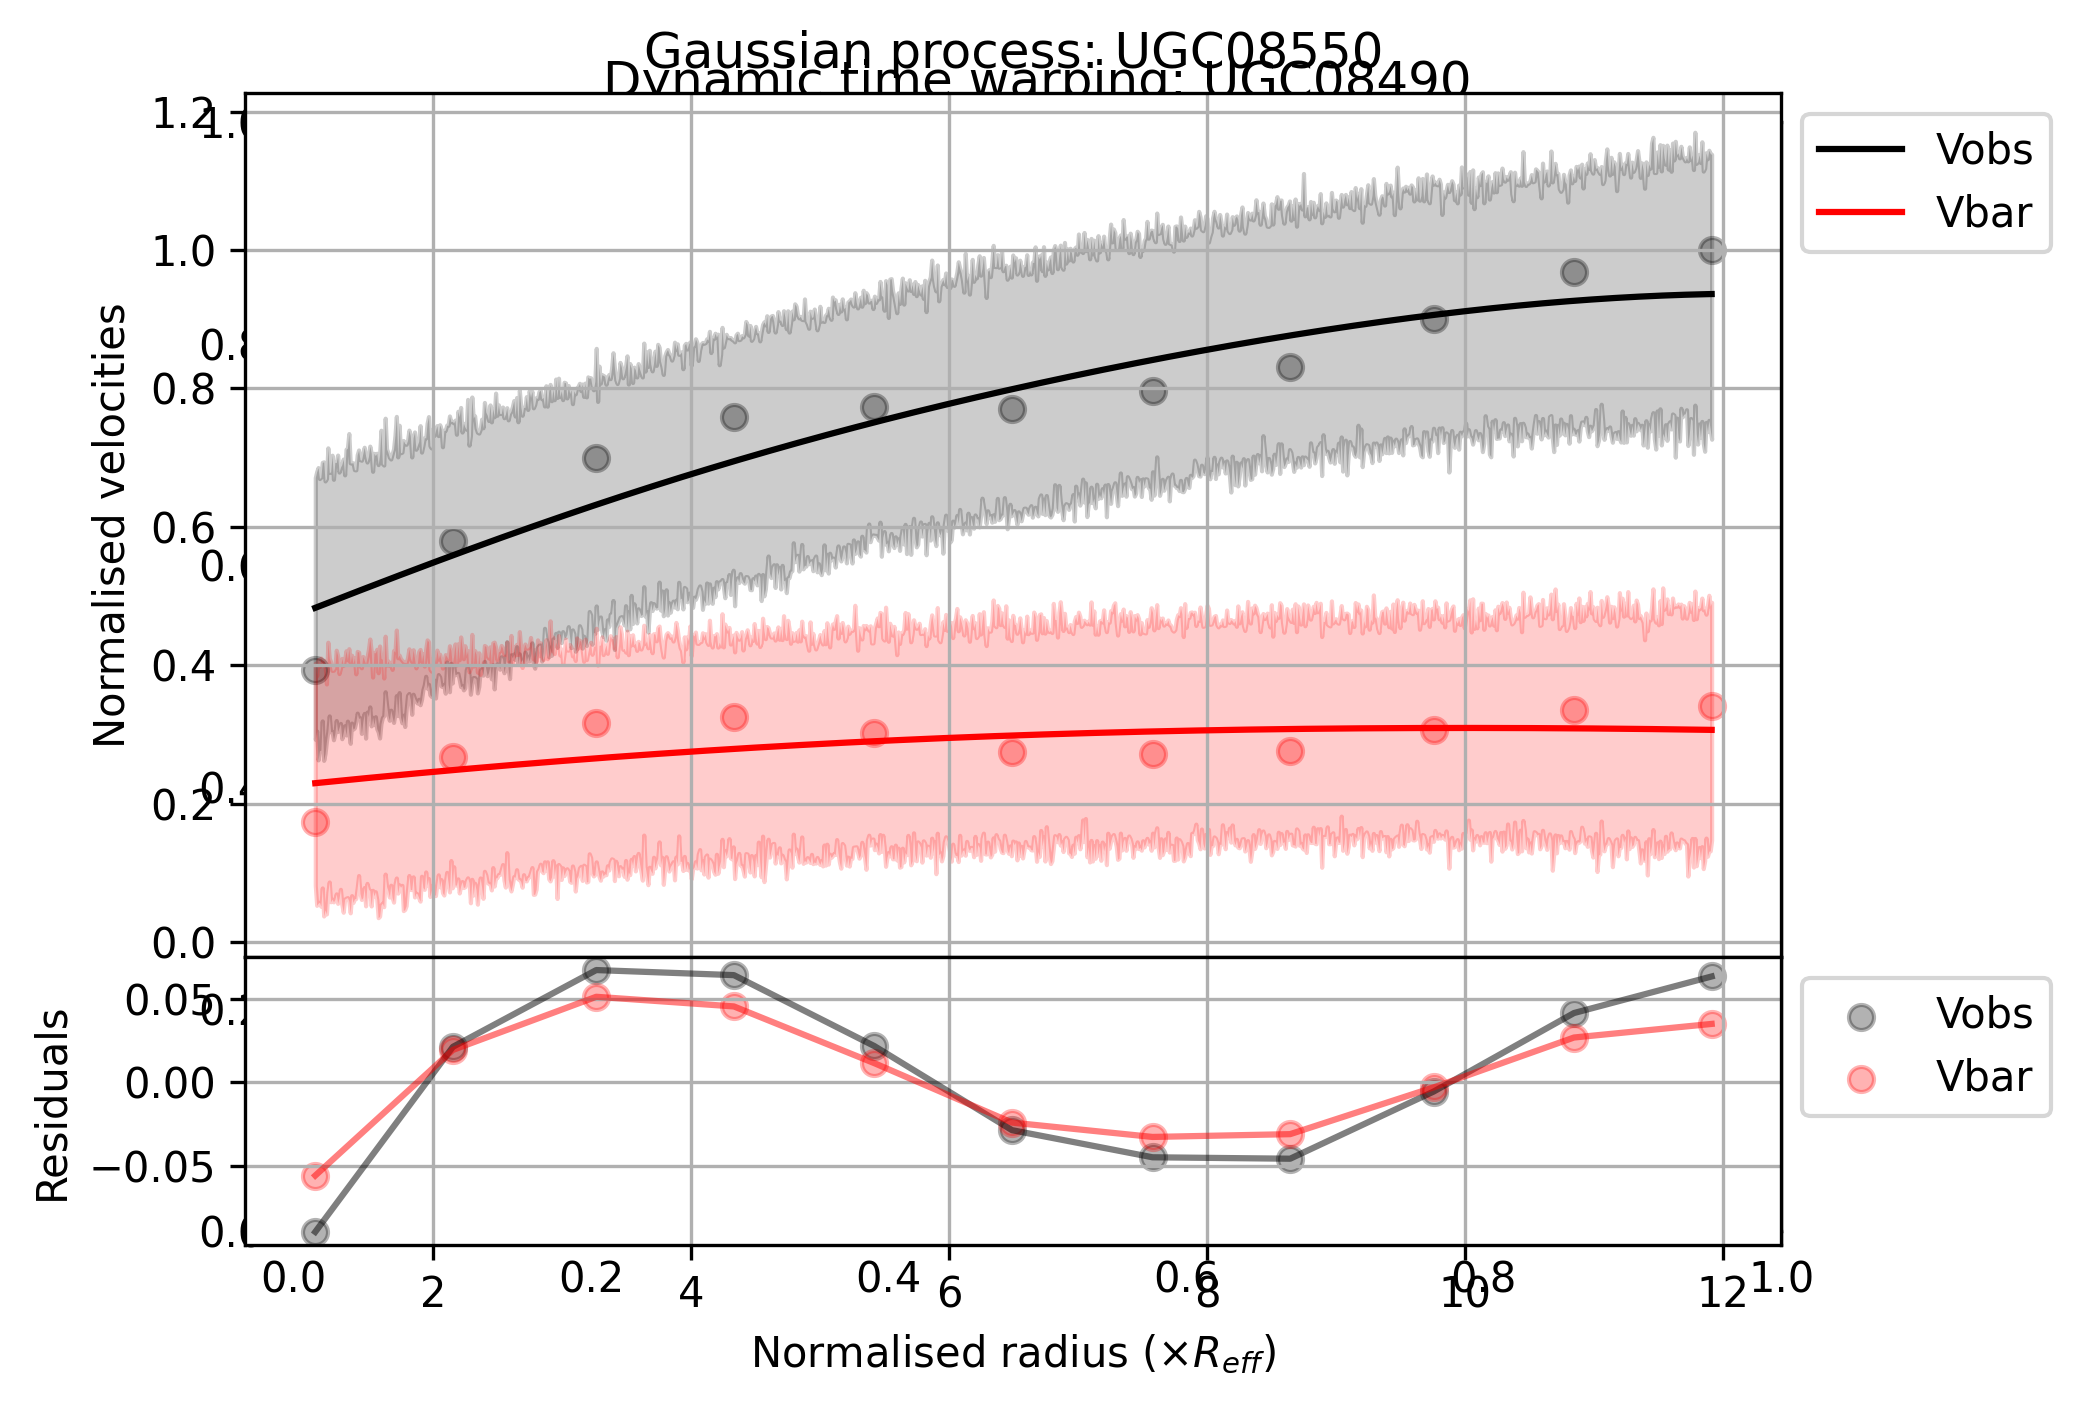 Gaussian process: UGC08550
Dynamic time warping: UGC08490
1.2
1.0
0.8
0.6
0.4
0.2
0.0
Normalised velocities
Vobs
Vbar
0.05
0.00
−0.05
Residuals
Vobs
Vbar
0.0 0.2 0.4 0.6 0.8 1.0
2 4 6 8 10 12
Normalised radius (×R_eff)